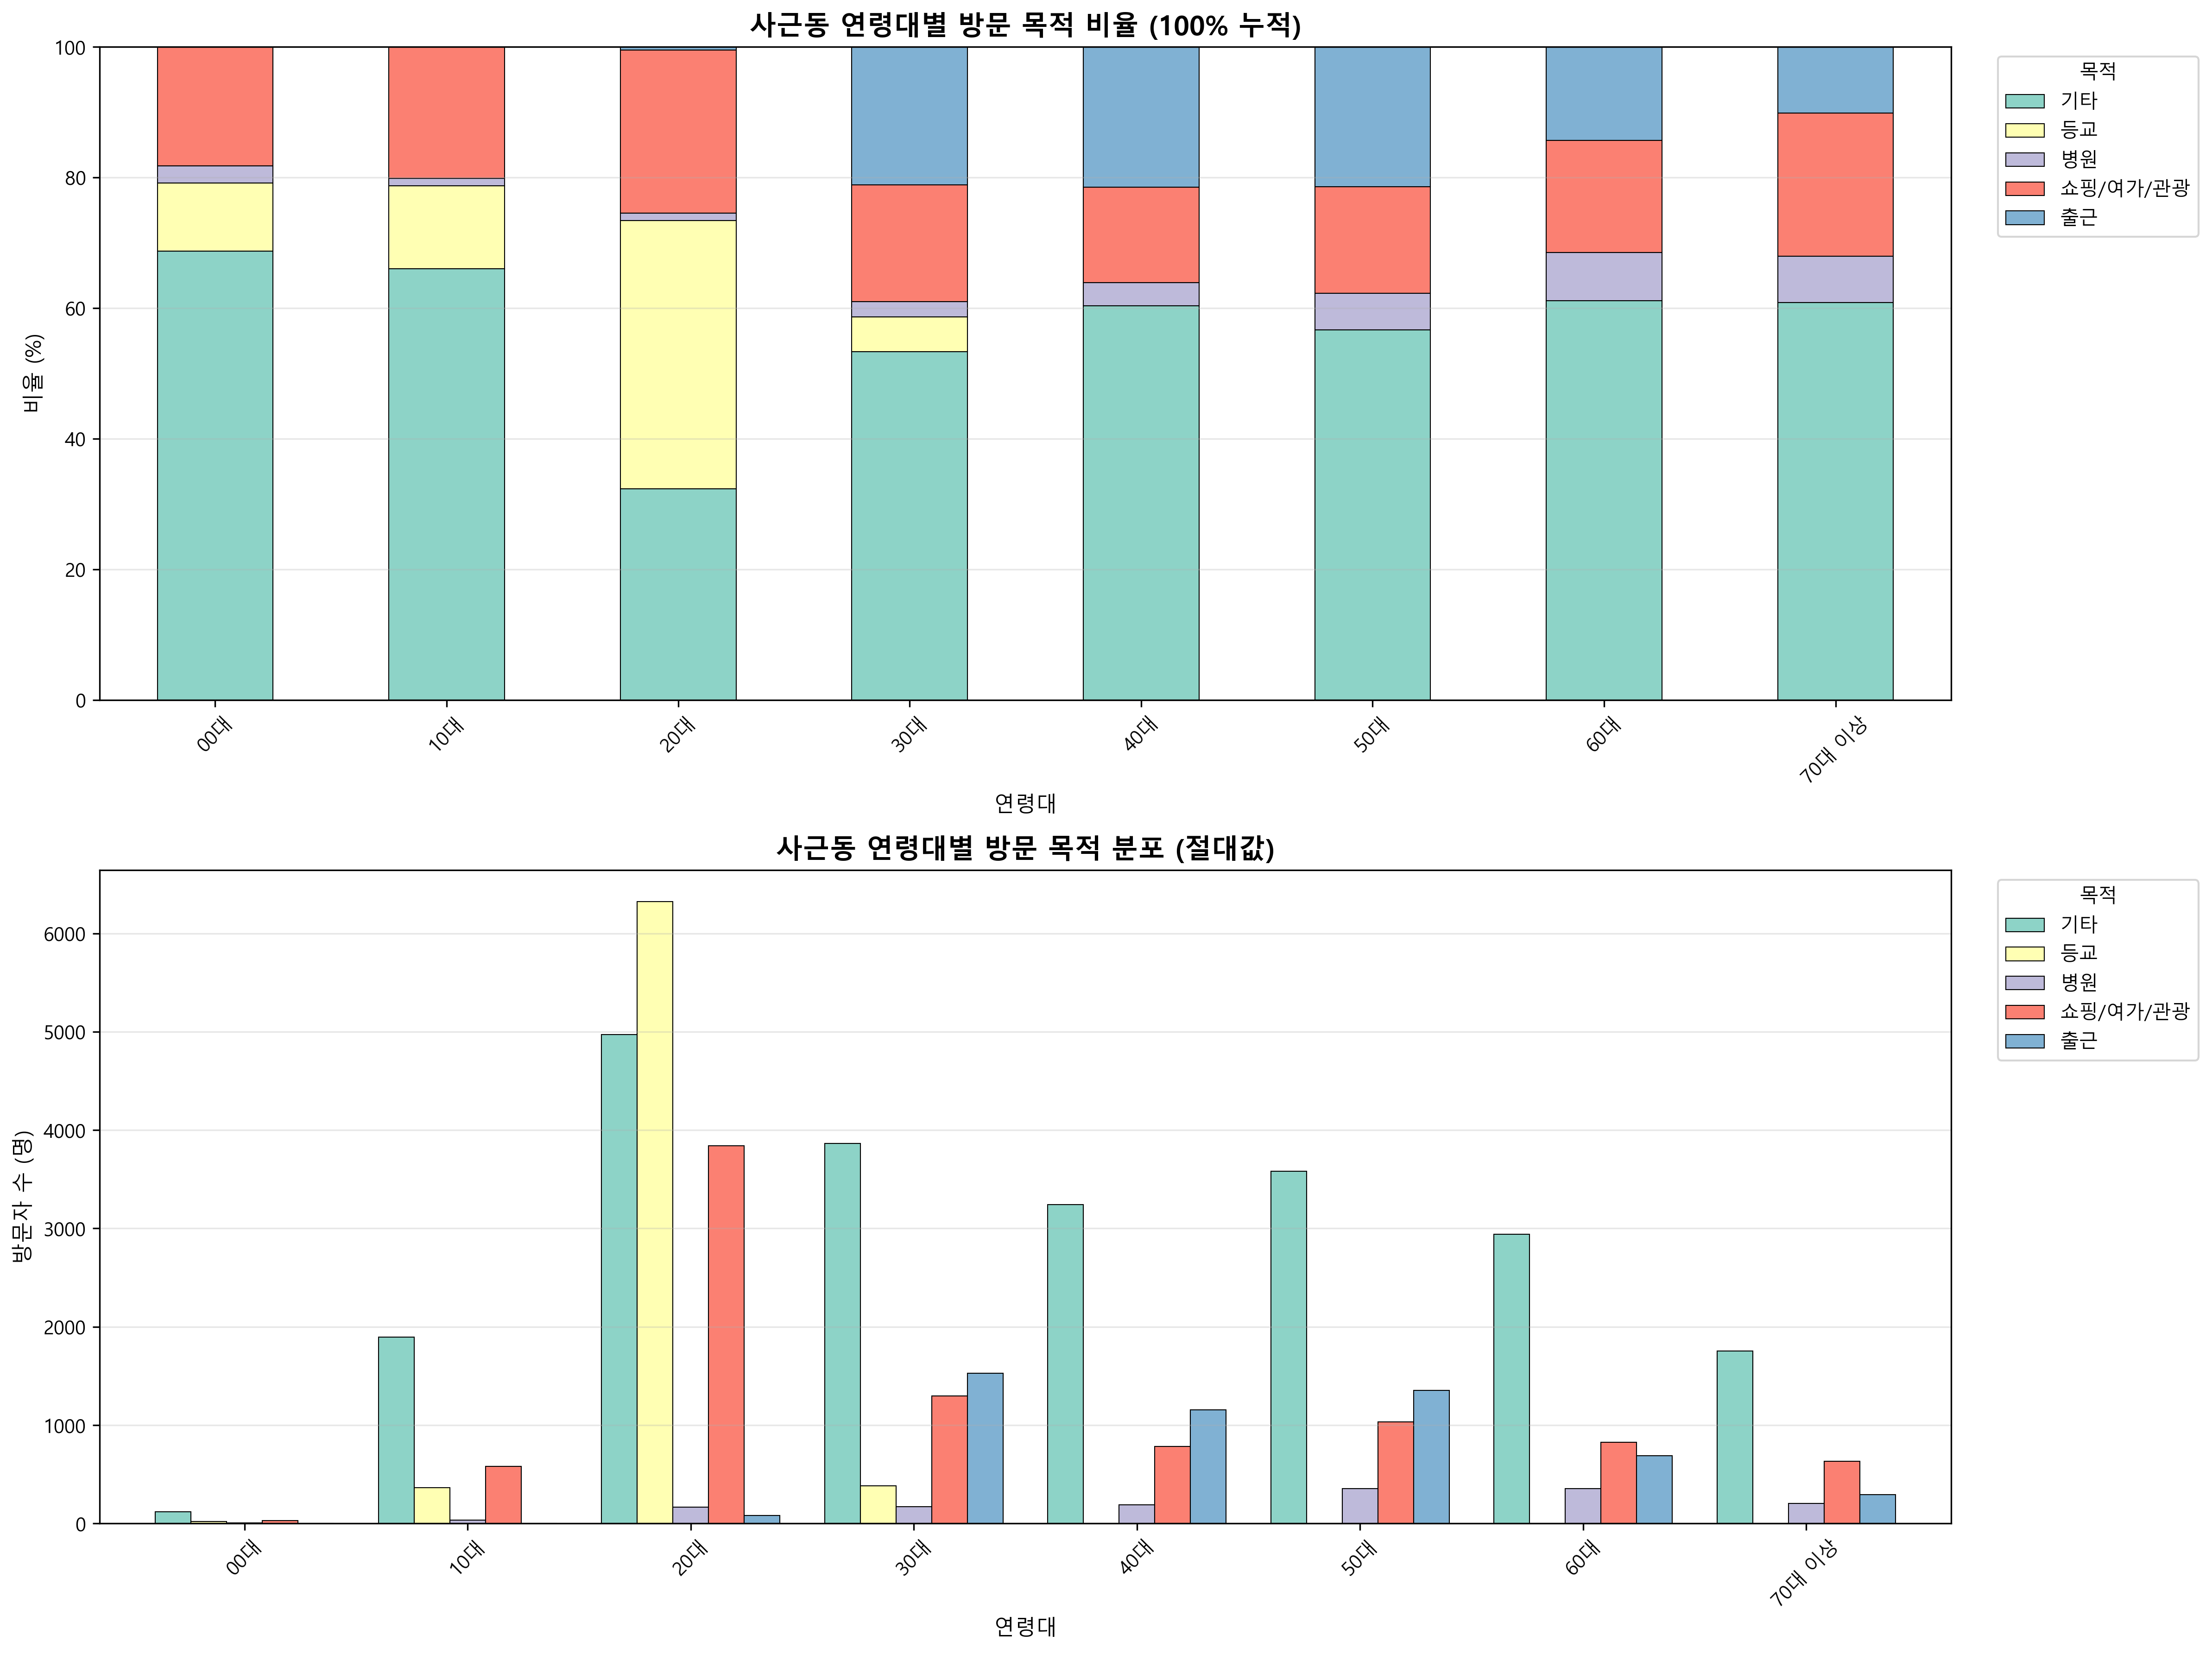 사근동 연령대별 방문 목적 비율 (100% 누적)
비율 (%)
100
80
60
40
20
0
00대
10대
20대
30대
40대
50대
60대
70대 이상
연령대
목적
기타
등교
병원
쇼핑/여가/관광
출근
사근동 연령대별 방문 목적 분포 (절대값)
방문자 수 (명)
6000
5000
4000
3000
2000
1000
0
00대
10대
20대
30대
40대
50대
60대
70대 이상
연령대
목적
기타
등교
병원
쇼핑/여가/관광
출근